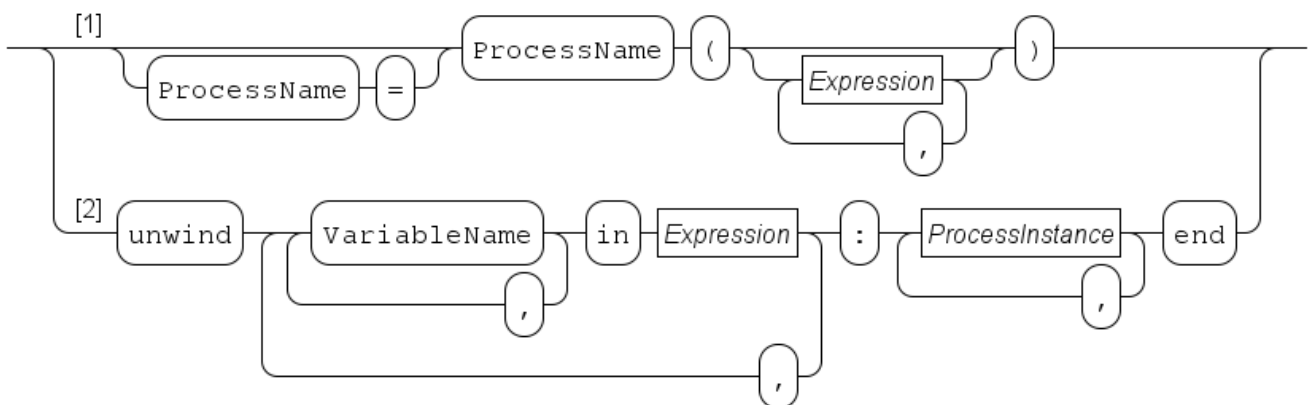 [1]
ProcessName ( )
ProcessName = Expression
,
[2]
unwind VariableName in Expression : ProcessInstance end
, ,
,